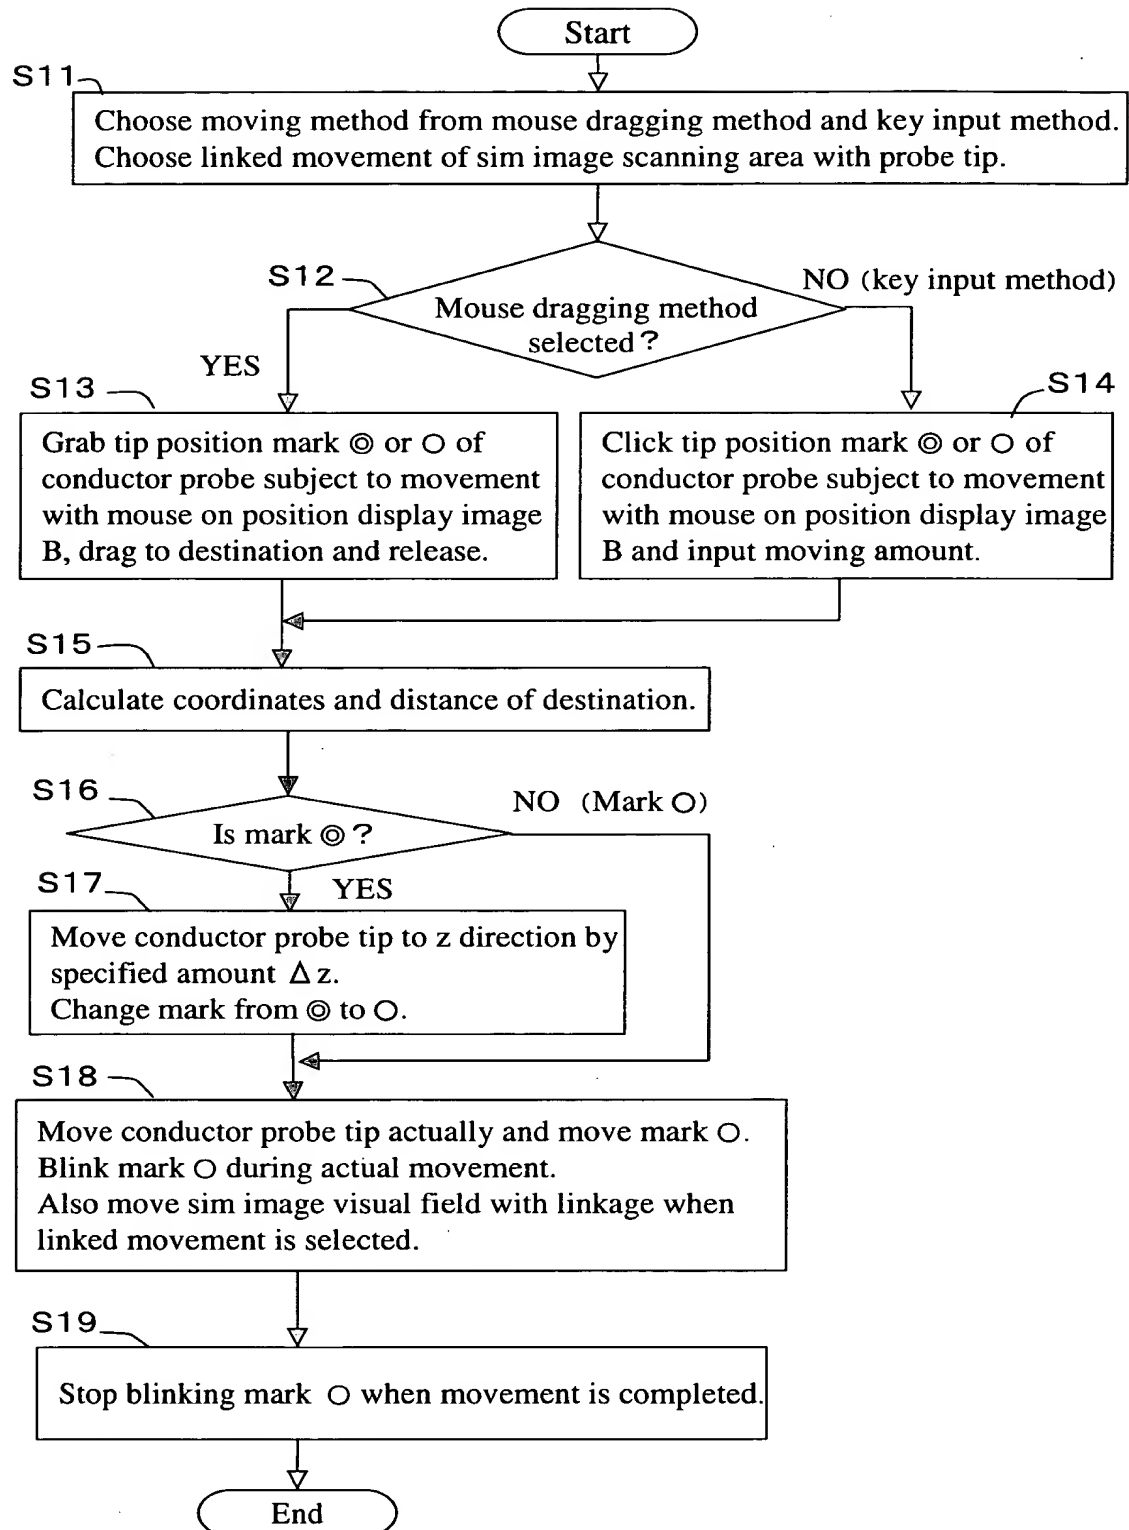 Start
S11
Choose moving method from mouse dragging method and key input method.
Choose linked movement of sim image scanning area with probe tip.
S12
NO (key input method)
Mouse dragging method
selected?
YES
S13
S14
Grab tip position mark ◎ or ○ of
conductor probe subject to movement
with mouse on position display image
B, drag to destination and release.
Click tip position mark ◎ or ○ of
conductor probe subject to movement
with mouse on position display image
B and input moving amount.
S15
Calculate coordinates and distance of destination.
S16
NO (Mark ○)
Is mark ◎?
S17
YES
Move conductor probe tip to z direction by
specified amount Δz.
Change mark from ◎ to ○.
S18
Move conductor probe tip actually and move mark ○.
Blink mark ○ during actual movement.
Also move sim image visual field with linkage when
linked movement is selected.
S19
Stop blinking mark ○ when movement is completed.
End